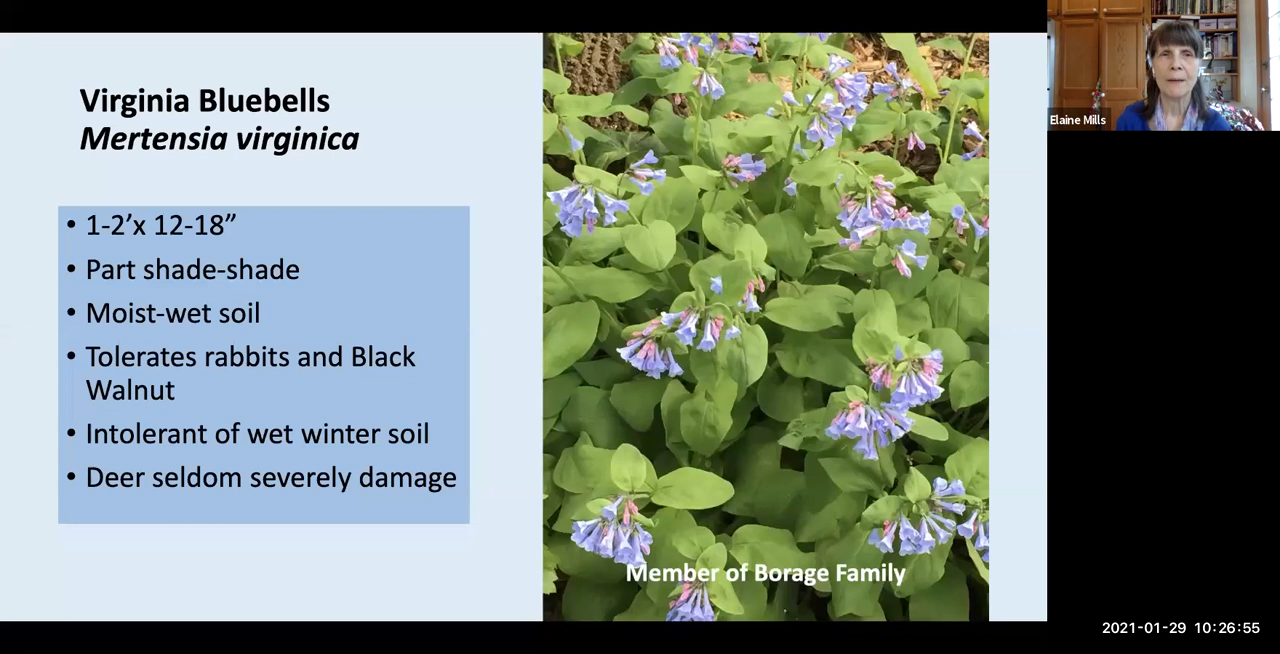 Virginia Bluebells
Mertensia virginica
• 1-2’x 12-18”
• Part shade-shade
• Moist-wet soil
• Tolerates rabbits and Black
Walnut
• Intolerant of wet winter soil
• Deer seldom severely damage
Member of Borage Family
Elaine Mills
2021-01-29 10:26:55